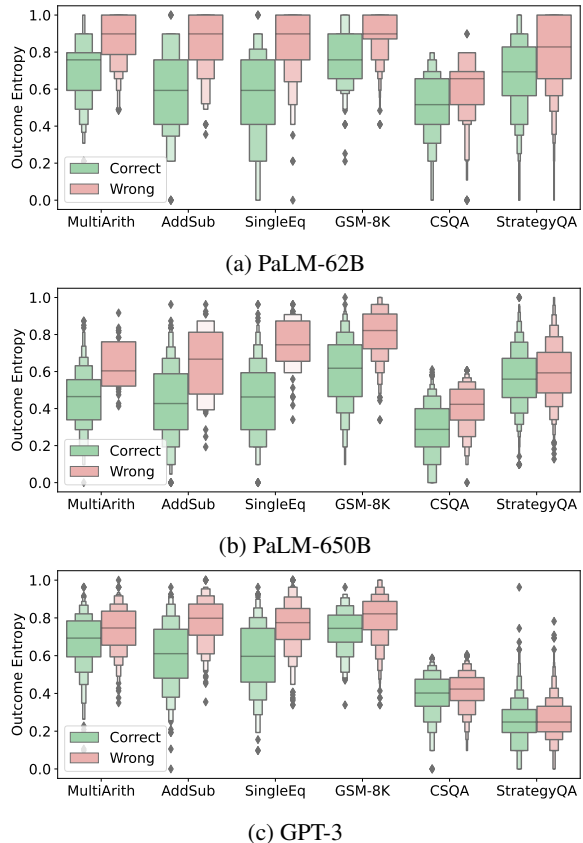 1.0
0.8
0.6
0.4
0.2
0.0
Outcome Entropy
Correct
Wrong
MultiArith AddSub SingleEq GSM-8K CSQA StrategyQA
(a) PaLM-62B
1.0
0.8
0.6
0.4
0.2
0.0
Outcome Entropy
Correct
Wrong
MultiArith AddSub SingleEq GSM-8K CSQA StrategyQA
(b) PaLM-650B
1.0
0.8
0.6
0.4
0.2
0.0
Outcome Entropy
Correct
Wrong
MultiArith AddSub SingleEq GSM-8K CSQA StrategyQA
(c) GPT-3